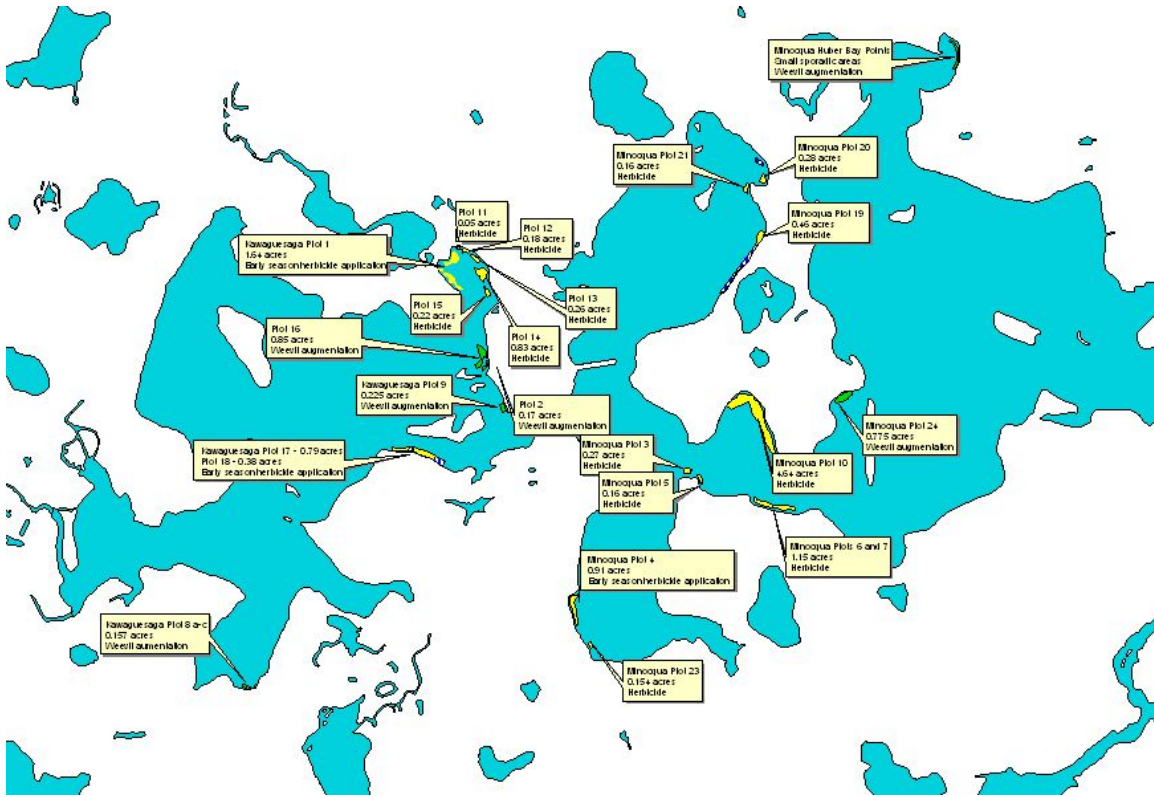 Minocqua Huber Bay Points
Small sporadic areas
Weevil augmentation
Minocqua Plot 21
0.16 acres
Herbicide
Minocqua Plot 20
0.28 acres
Herbicide
Minocqua Plot 19
0.46 acres
Herbicide
Plot 11
0.05 acres
Herbicide
Plot 12
0.18 acres
Herbicide
Kawaguesaga Plot 1
1.64 acres
Early season herbicide application
Plot 15
0.22 acres
Herbicide
Plot 13
0.26 acres
Herbicide
Plot 16
0.85 acres
Weevil augmentation
Plot 14
0.83 acres
Herbicide
Kawaguesaga Plot 9
0.225 acres
Weevil augmentation
Plot 2
0.17 acres
Weevil augmentation
Minocqua Plot 24
0.775 acres
Weevil augmentation
Kawaguesaga Plot 17 - 0.79 acres
Plot 18 - 0.38 acres
Early season herbicide application
Minocqua Plot 3
0.27 acres
Herbicide
Minocqua Plot 10
4.64 acres
Herbicide
Minocqua Plot 5
0.16 acres
Herbicide
Minocqua Plots 6 and 7
1.15 acres
Herbicide
Minocqua Plot 4
0.91 acres
Early season herbicide application
Kawaguesaga Plot 8 a-c
0.157 acres
Weevil aumentation
Minocqua Plot 23
0.154 acres
Herbicide